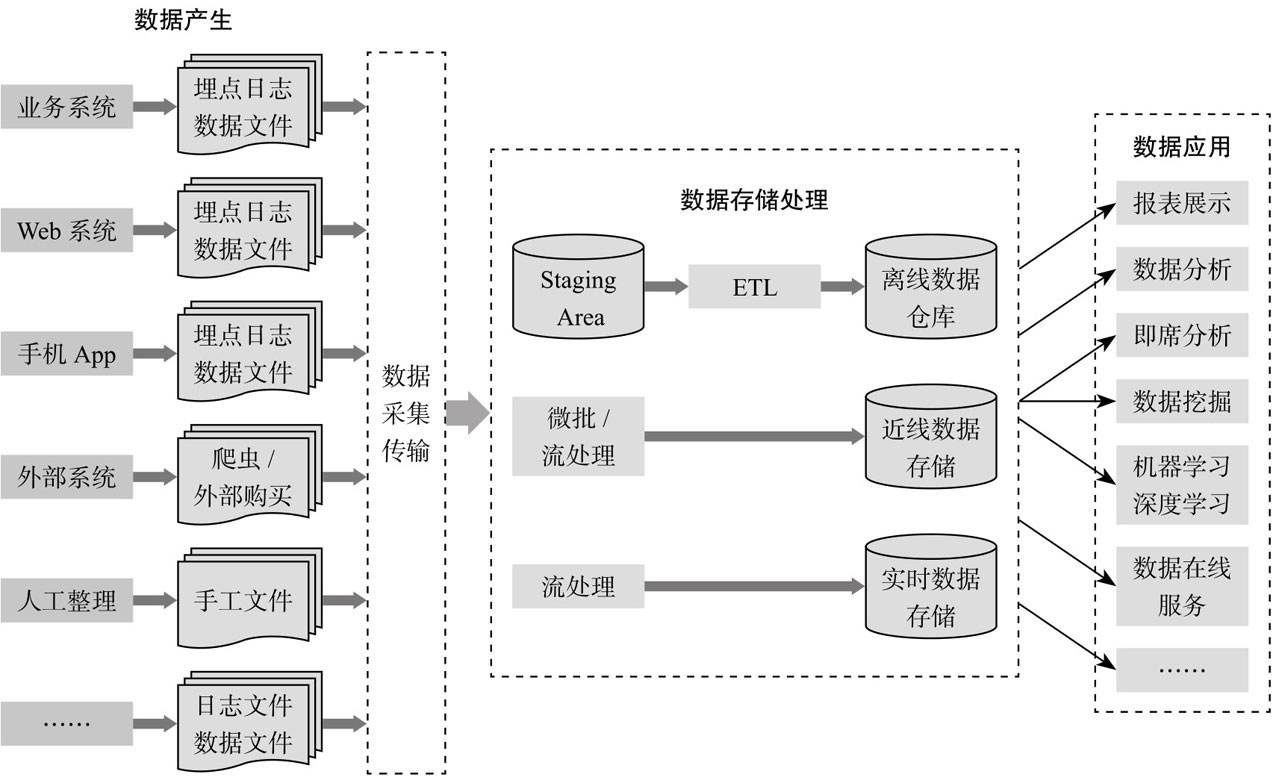 数据产生
业务系统
埋点日志
数据文件
Web 系统
埋点日志
数据文件
手机 App
埋点日志
数据文件
外部系统
爬虫 /
外部购买
人工整理
手工文件
……
日志文件
数据文件
数据
采集
传输
数据存储处理
Staging
Area
ETL
离线数据
仓库
微批 /
流处理
近线数据
存储
流处理
实时数据
存储
数据应用
报表展示
数据分析
即席分析
数据挖掘
机器学习
深度学习
数据在线
服务
……